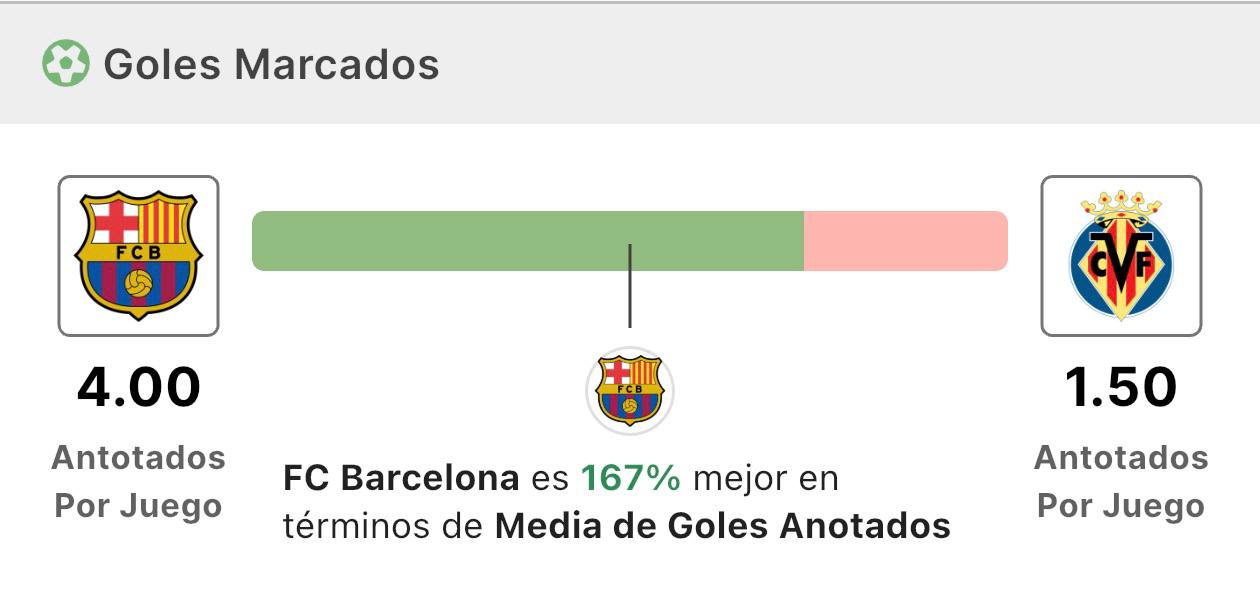 Goles Marcados
FCB
CVF
4.00
Antotados
Por Juego
FCB
FC Barcelona es 167% mejor en
términos de Media de Goles Anotados
1.50
Antotados
Por Juego